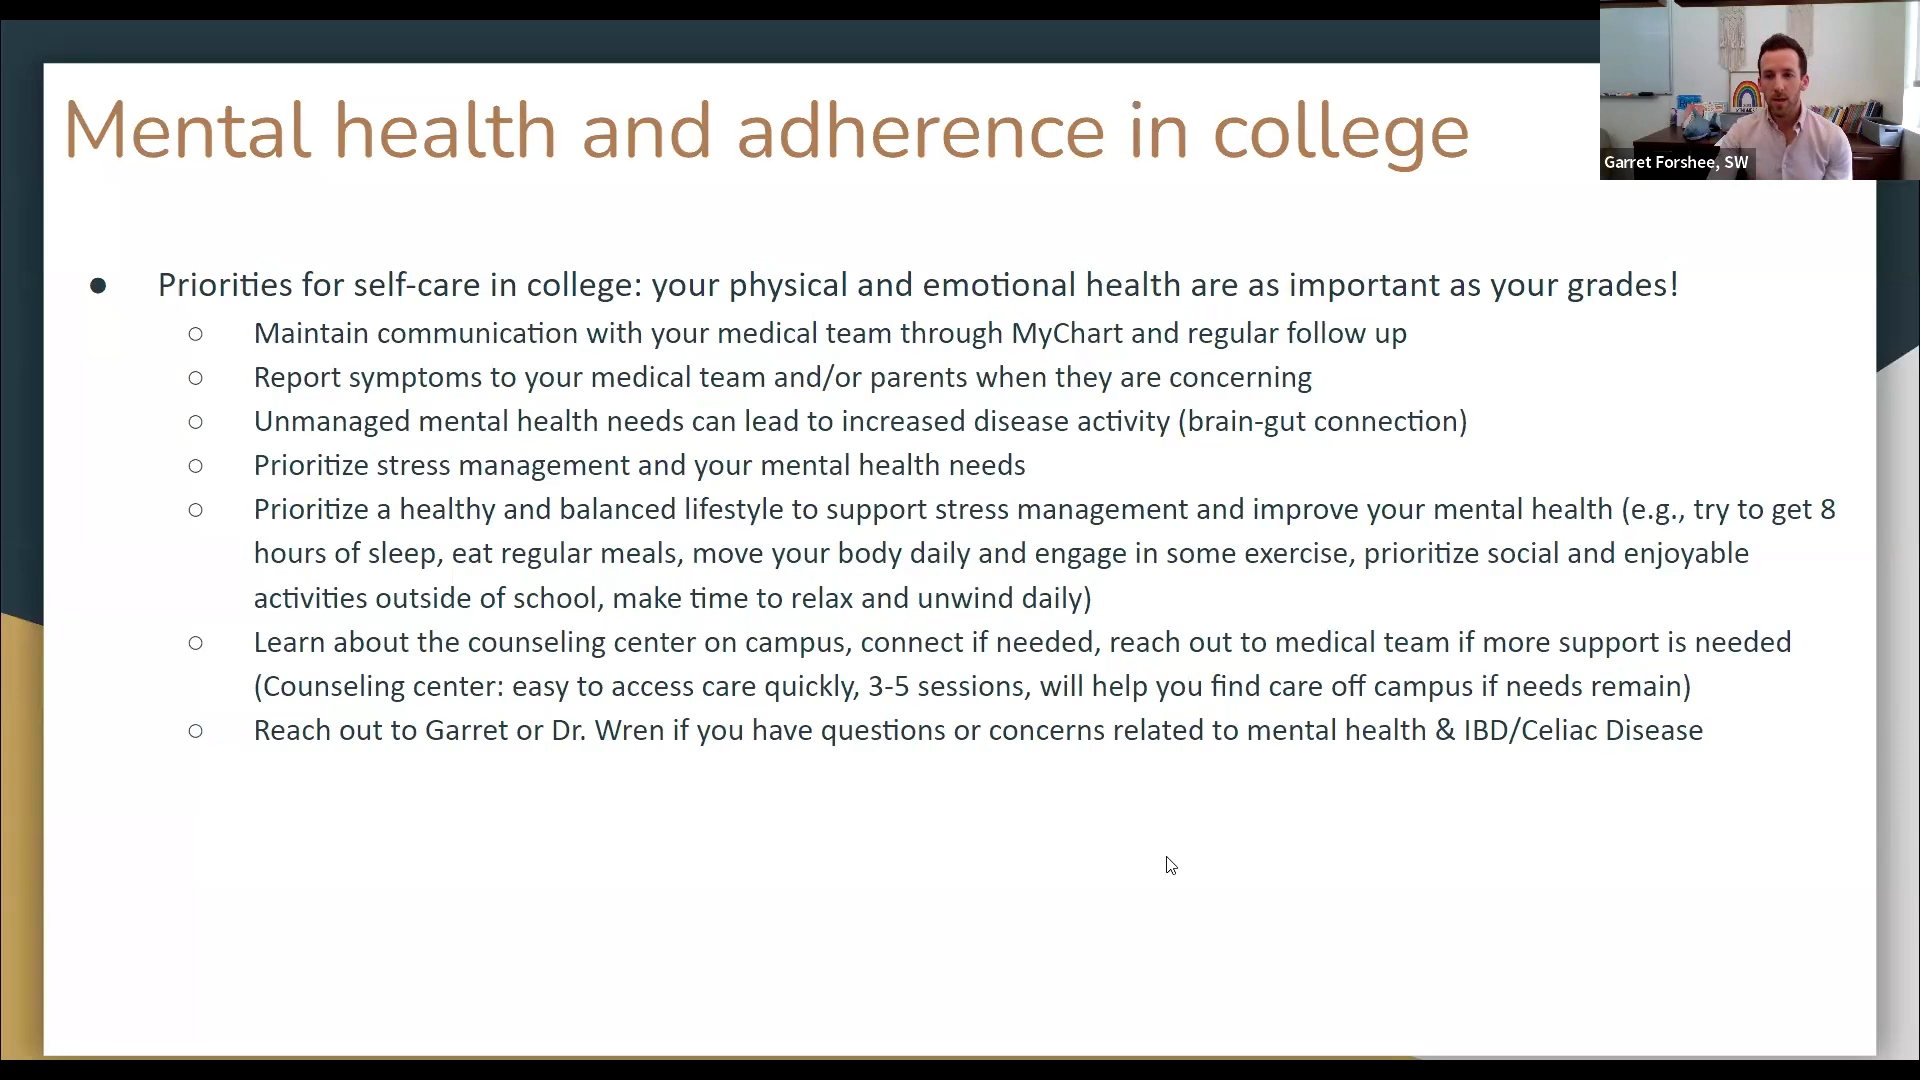 Mental health and adherence in college
Garret Forshee, SW
● Priorities for self-care in college: your physical and emotional health are as important as your grades!
○ Maintain communication with your medical team through MyChart and regular follow up
○ Report symptoms to your medical team and/or parents when they are concerning
○ Unmanaged mental health needs can lead to increased disease activity (brain-gut connection)
○ Prioritize stress management and your mental health needs
○ Prioritize a healthy and balanced lifestyle to support stress management and improve your mental health (e.g., try to get 8
hours of sleep, eat regular meals, move your body daily and engage in some exercise, prioritize social and enjoyable
activities outside of school, make time to relax and unwind daily)
○ Learn about the counseling center on campus, connect if needed, reach out to medical team if more support is needed
(Counseling center: easy to access care quickly, 3-5 sessions, will help you find care off campus if needs remain)
○ Reach out to Garret or Dr. Wren if you have questions or concerns related to mental health & IBD/Celiac Disease